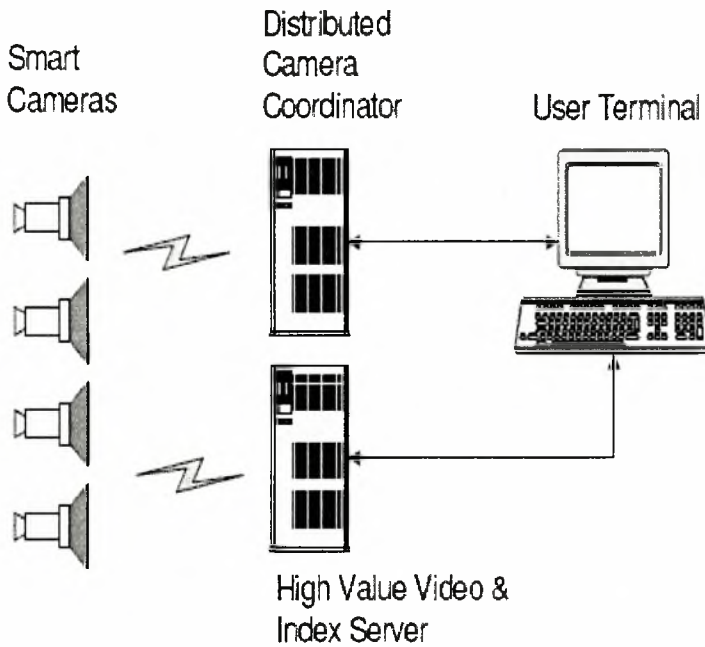 Smart
Cameras
Distributed
Camera
Coordinator
User Terminal
High Value Video &
Index Server